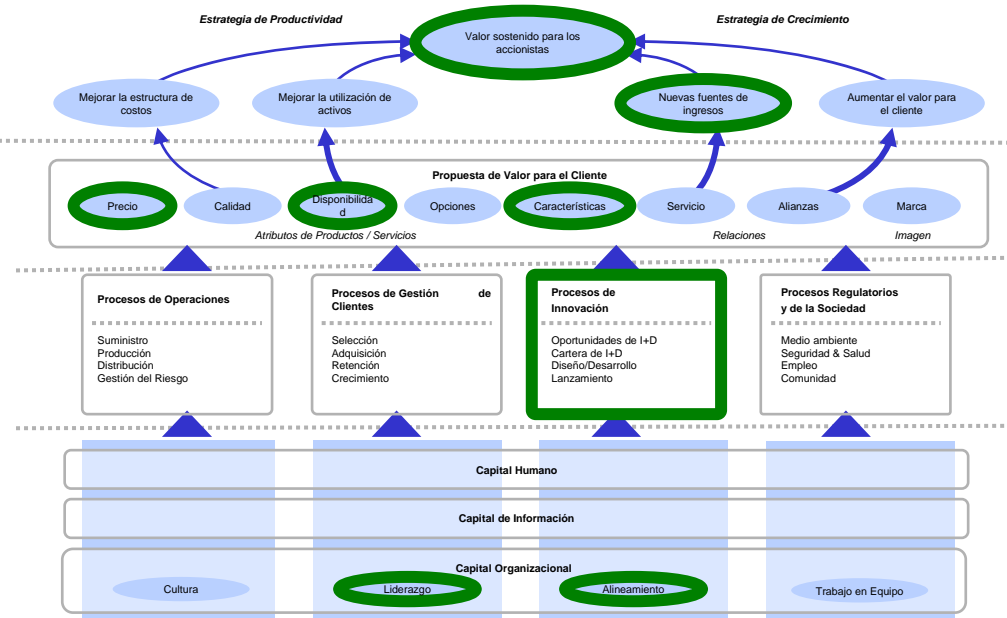 Estrategia de Productividad
Estrategia de Crecimiento
Valor sostenido para los
accionistas
Mejorar la estructura de
costos
Mejorar la utilización de
activos
Nuevas fuentes de
ingresos
Aumentar el valor para
el cliente
Propuesta de Valor para el Cliente
Precio
Calidad
Disponibilida
d
Opciones
Características
Servicio
Alianzas
Marca
Atributos de Productos / Servicios
Relaciones
Imagen
Procesos de Operaciones
Suministro
Producción
Distribución
Gestión del Riesgo
Procesos de Gestión de
Clientes
Selección
Adquisición
Retención
Crecimiento
Procesos de
Innovación
Oportunidades de I+D
Cartera de I+D
Diseño/Desarrollo
Lanzamiento
Procesos Regulatorios
y de la Sociedad
Medio ambiente
Seguridad & Salud
Empleo
Comunidad
Capital Humano
Capital de Información
Capital Organizacional
Cultura
Liderazgo
Alineamiento
Trabajo en Equipo